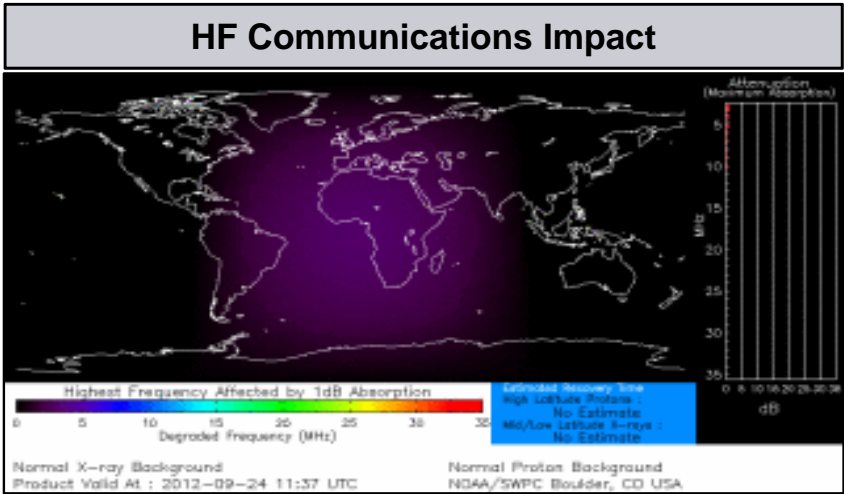 HF Communications Impact
Attenuation
(Maximum Absorption)
5
10
15
20
25
30
35
MHz
0 5 10 15 20 25 30 35
dB
Highest Frequency Affected by 1dB Absorption
0 5 10 15 20 25 30 35
Degraded Frequency (MHz)
Estimated Recovery Time
High Latitude Protons :
No Estimate
Mid/Low Latitude X-rays :
No Estimate
Normal X-ray Background
Product Valid At : 2012-09-24 11:37 UTC
Normal Proton Background
NOAA/SWPC Boulder, CO USA